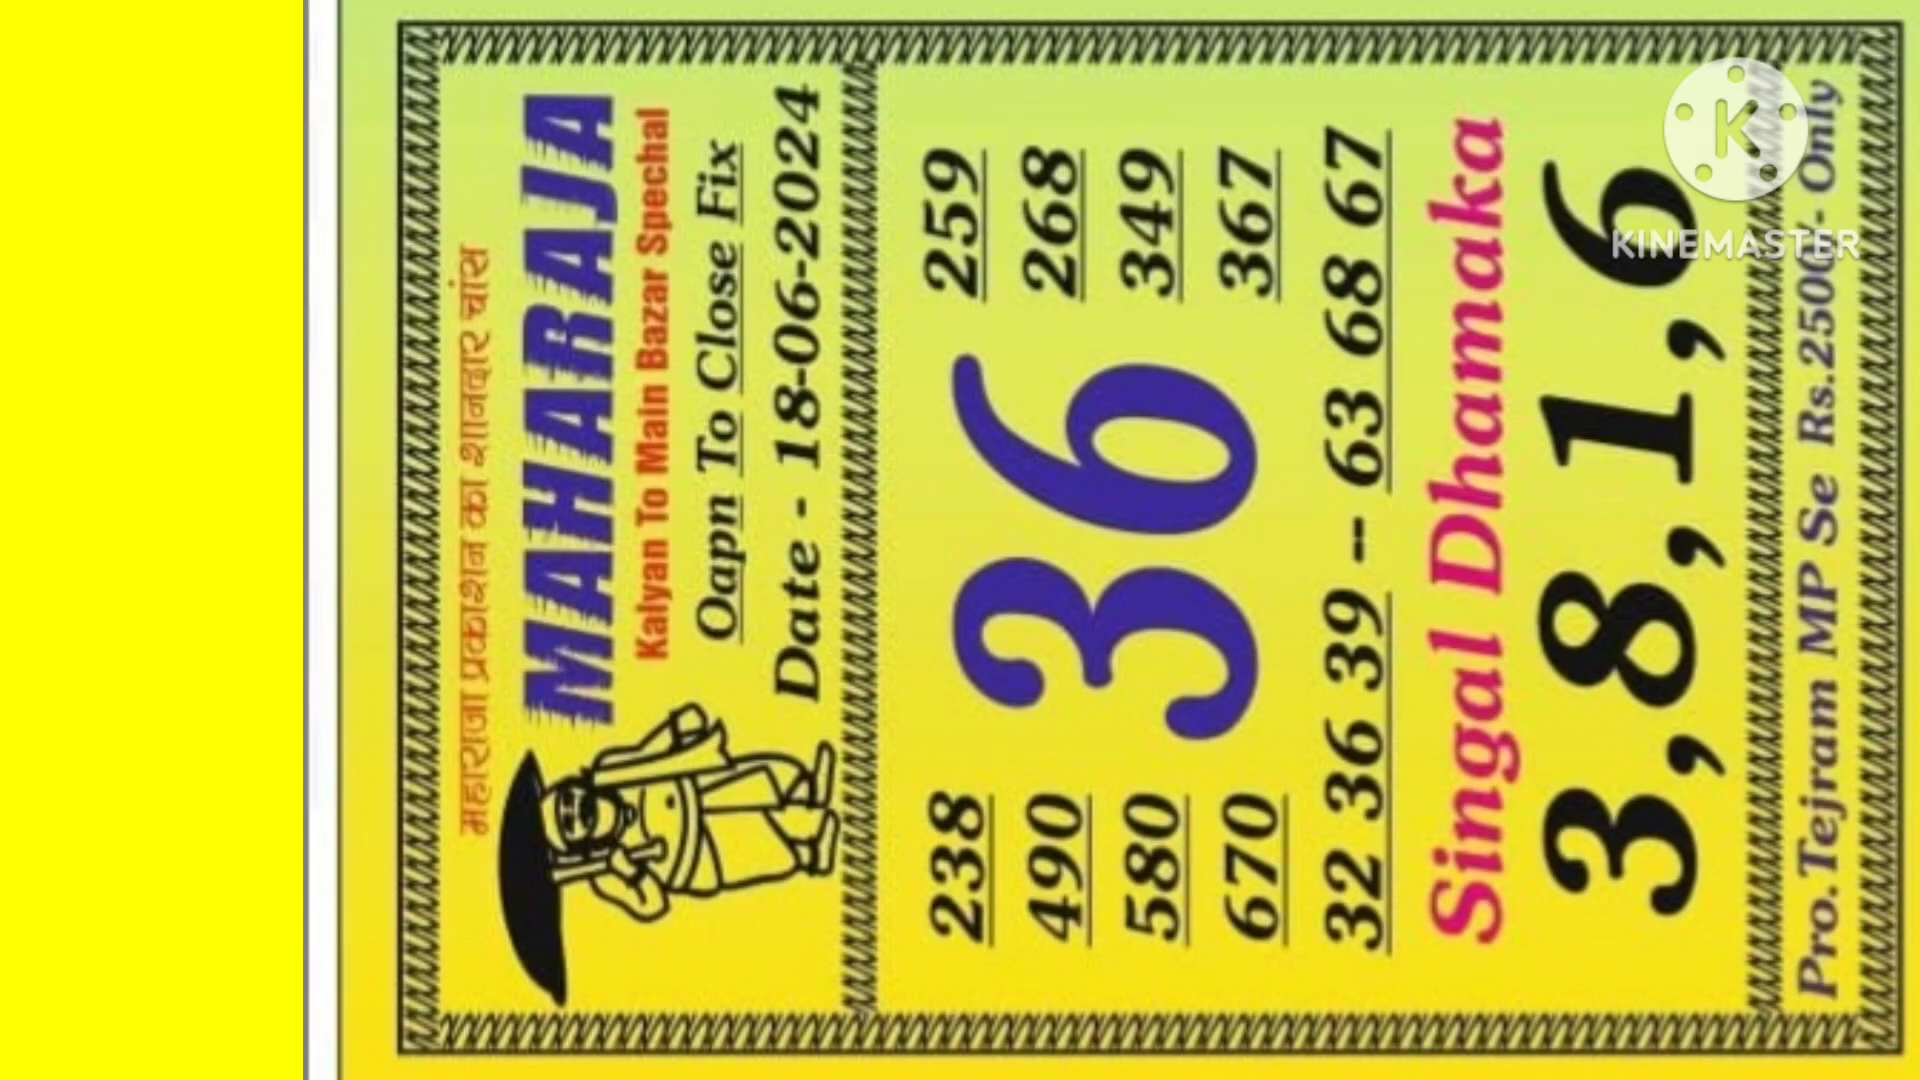 महाराजा प्रकाशन का शानदार चांस
MAHARAJA
Kalyan To Main Bazar Spechal
Oapn To Close Fix
Date - 18-06-2024
238 36 259
490 268
580 349
670 367
32 36 39 -- 63 68 67
Singal Dhamaka
3,8,1,6
Pro.Tejram MP Se Rs.2500/- Only
K
KINEMASTER